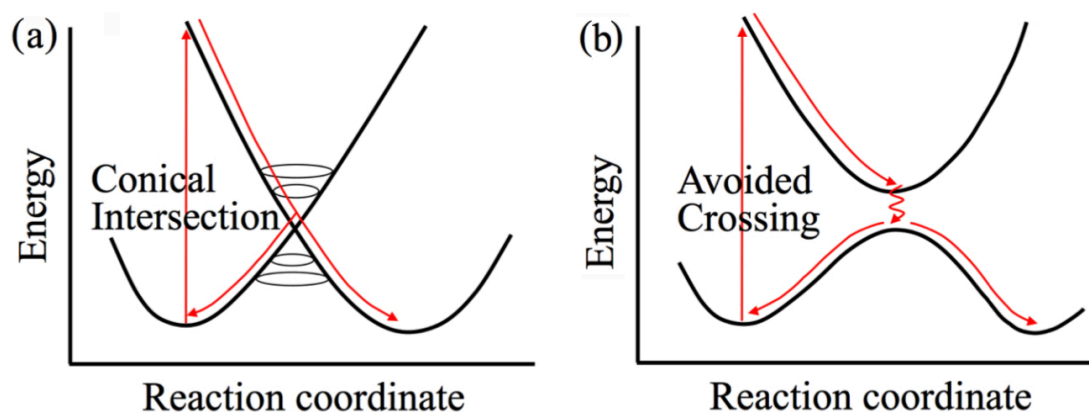 (a)
Energy
Conical
Intersection
Reaction coordinate
(b)
Energy
Avoided
Crossing
Reaction coordinate